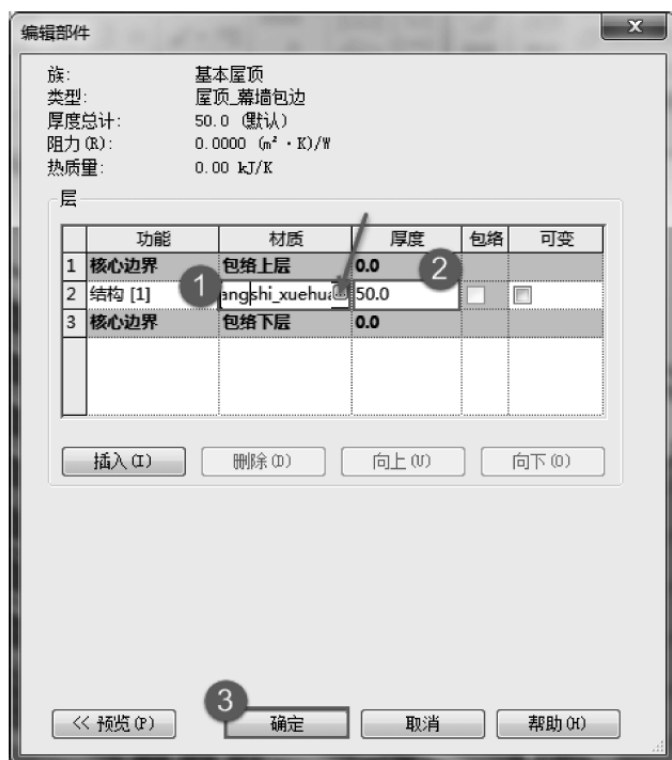 编辑部件
族: 基本屋顶
类型: 屋顶_幕墙包边
厚度总计: 50.0 (默认)
阻力(R): 0.0000 (m²·K)/W
热质量: 0.00 kJ/K
层
功能 材质 厚度 包络 可变
1 核心边界 包络上层 0.0
2 结构 [1] angshi_xuehua 50.0
3 核心边界 包络下层 0.0
1
2
插入(I) 删除(D) 向上(U) 向下(O)
3
<< 预览(P) 确定 取消 帮助(H)